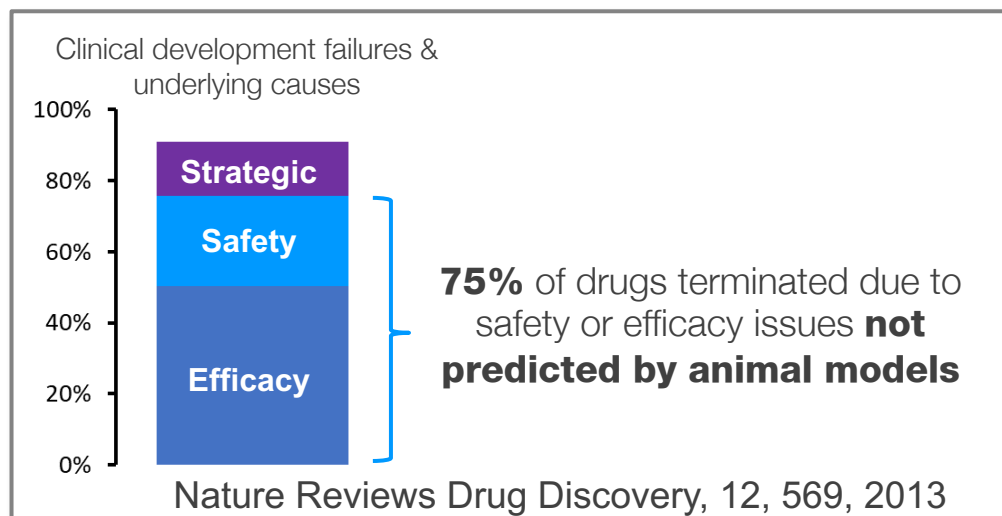 Clinical development failures &
underlying causes
100%
80%
60%
40%
20%
0%
Strategic
Safety
Efficacy
75% of drugs terminated due to
safety or efficacy issues not
predicted by animal models
Nature Reviews Drug Discovery, 12, 569, 2013